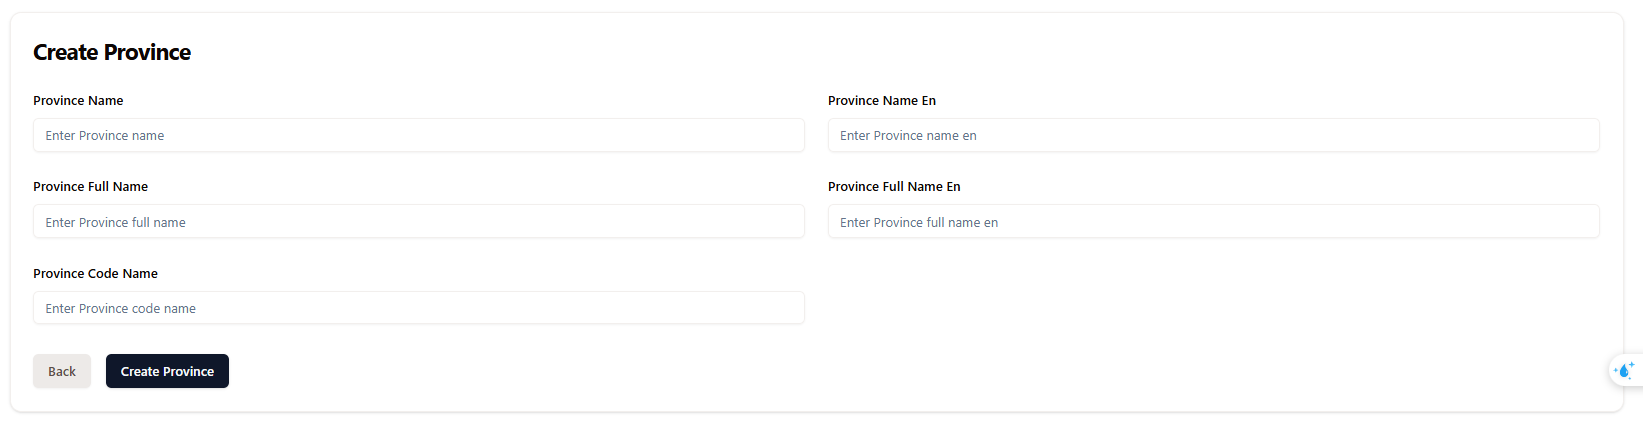 Create Province
Province Name
Province Name En
Enter Province name
Enter Province name en
Province Full Name
Province Full Name En
Enter Province full name
Enter Province full name en
Province Code Name
Enter Province code name
Back
Create Province